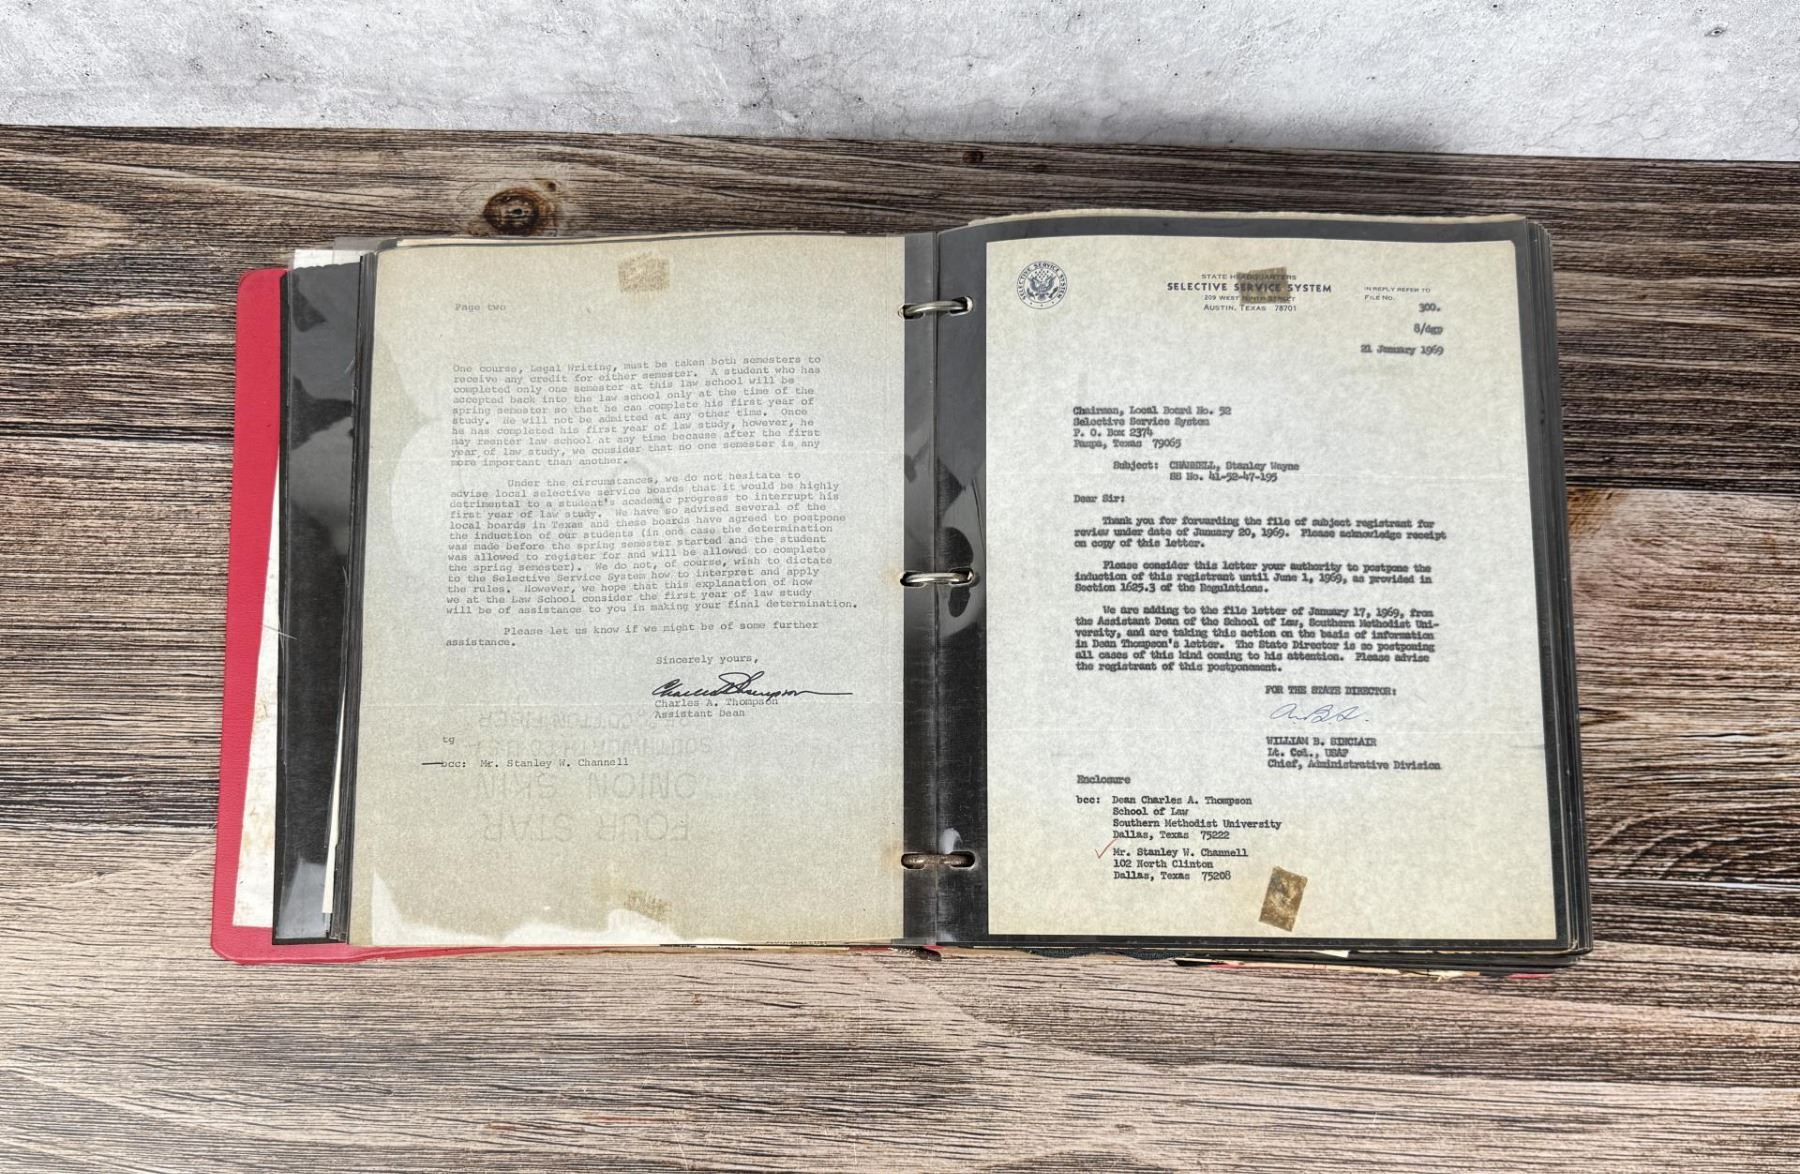 Page two
One course, Legal Writing, must be taken both semesters to
receive any credit for either semester. A student who has
completed only one semester at this law school will be
accepted back into the law school only at the time of the
spring semester so that he can complete his first year of
study. He will not be admitted at any other time. Once
he has completed his first year of law study, however, he
may reenter law school at any time because after the first
year of law study, we consider that no one semester is any
more important than another.
Under the circumstances, we do not hesitate to
advise local selective service boards that it would be highly
detrimental to a student's academic progress to interrupt his
first year of law study. We have so advised several of the
local boards in Texas and these boards have agreed to postpone
the induction of our students (in one case the determination
was made before the spring semester started and the student
was allowed to register for and will be allowed to complete
the spring semester). We do not, of course, wish to dictate
to the Selective Service System how to interpret and apply
the rules. However, we hope that this explanation of how
we at the Law School consider the first year of law study
will be of assistance to you in making your final determination.
Please let us know if we might be of some further
assistance.
Sincerely yours,
Charles A. Thompson
Charles A. Thompson
Assistant Dean
tg
bcc: Mr. Stanley W. Channell
SELECTIVE SERVICE SYSTEM
STATE HEADQUARTERS
SELECTIVE SERVICE SYSTEM
209 WEST NINTH STREET
AUSTIN, TEXAS 78701
IN REPLY REFER TO
FILE NO.
300.
8/dgp
21 January 1969
Chairman, Local Board No. 52
Selective Service System
P. O. Box 2374
Pampa, Texas 79065
Subject: CHANNELL, Stanley Wayne
SS No. 41-52-47-195
Dear Sir:
Thank you for forwarding the file of subject registrant for
review under date of January 20, 1969. Please acknowledge receipt
on copy of this letter.
Please consider this letter your authority to postpone the
induction of this registrant until June 1, 1969, as provided in
Section 1625.3 of the Regulations.
We are adding to the file letter of January 17, 1969, from
the Assistant Dean of the School of Law, Southern Methodist Uni-
versity, and are taking this action on the basis of information
in Dean Thompson's letter. The State Director is so postponing
all cases of this kind coming to his attention. Please advise
the registrant of this postponement.
FOR THE STATE DIRECTOR:
WILLIAM B. SINCLAIR
Lt. Col., USAF
Chief, Administrative Division
Enclosure
bcc: Dean Charles A. Thompson
School of Law
Southern Methodist University
Dallas, Texas 75222
Mr. Stanley W. Channell
102 North Clinton
Dallas, Texas 75208